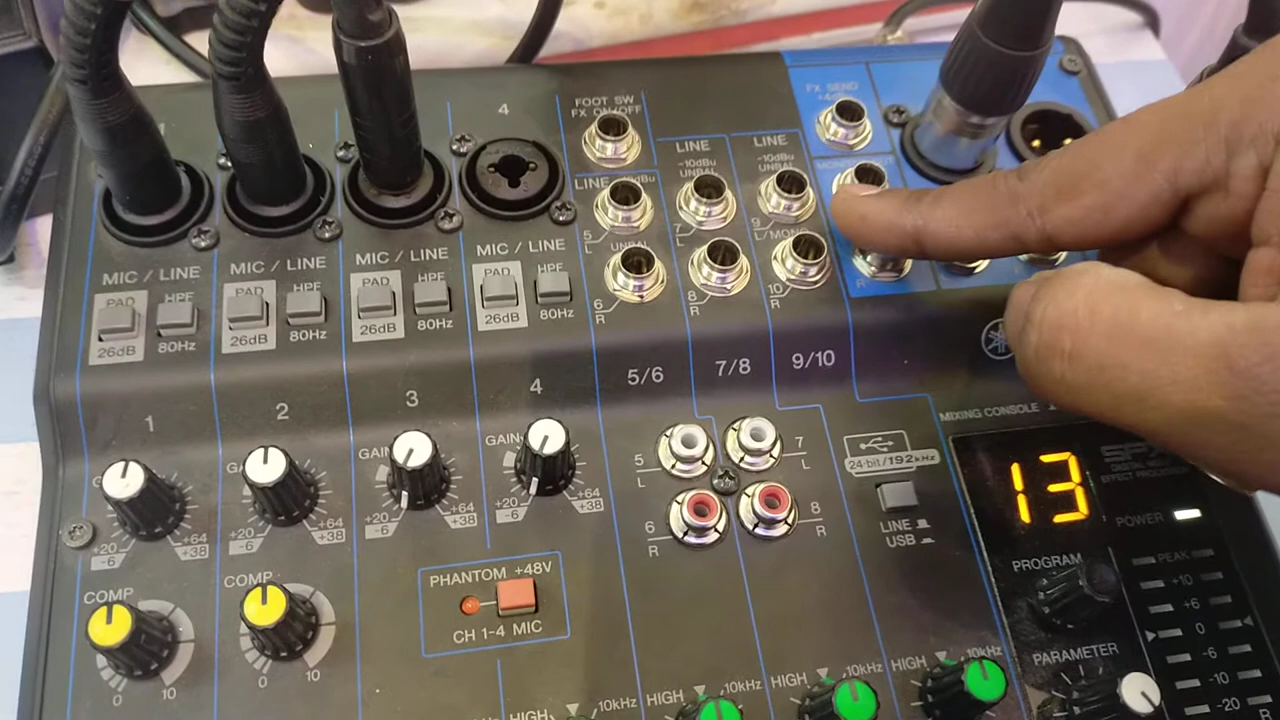 4
FOOT SW
FX ON/OFF
FX SEND
+4dBu
LINE
-10dBu
UNBAL
LINE
-10dBu
UNBAL
LINE
-10dBu
UNBAL
5
L
6
R
7
L
8
R
9
L/MONO
10
R
R
MIC / LINE
MIC / LINE
MIC / LINE
MIC / LINE
PAD
26dB
HPF
80Hz
PAD
26dB
HPF
80Hz
PAD
26dB
HPF
80Hz
PAD
26dB
HPF
80Hz
1
2
3
4
5/6
7/8
9/10
MIXING CONSOLE
GAIN
GAIN
+20
-6
+64
+38
+20
-6
+64
+38
+20
-6
+64
+38
+20
-6
+64
+38
5
L
7
L
6
R
8
R
24-bit/192kHz
LINE
USB
SPX
13
POWER
PEAK
+10
+6
0
-6
-10
-20
R
PROGRAM
PARAMETER
COMP
0
10
COMP
0
10
PHANTOM +48V
CH 1-4 MIC
HIGH
10kHz
HIGH
10kHz
HIGH
10kHz
HIGH
10kHz